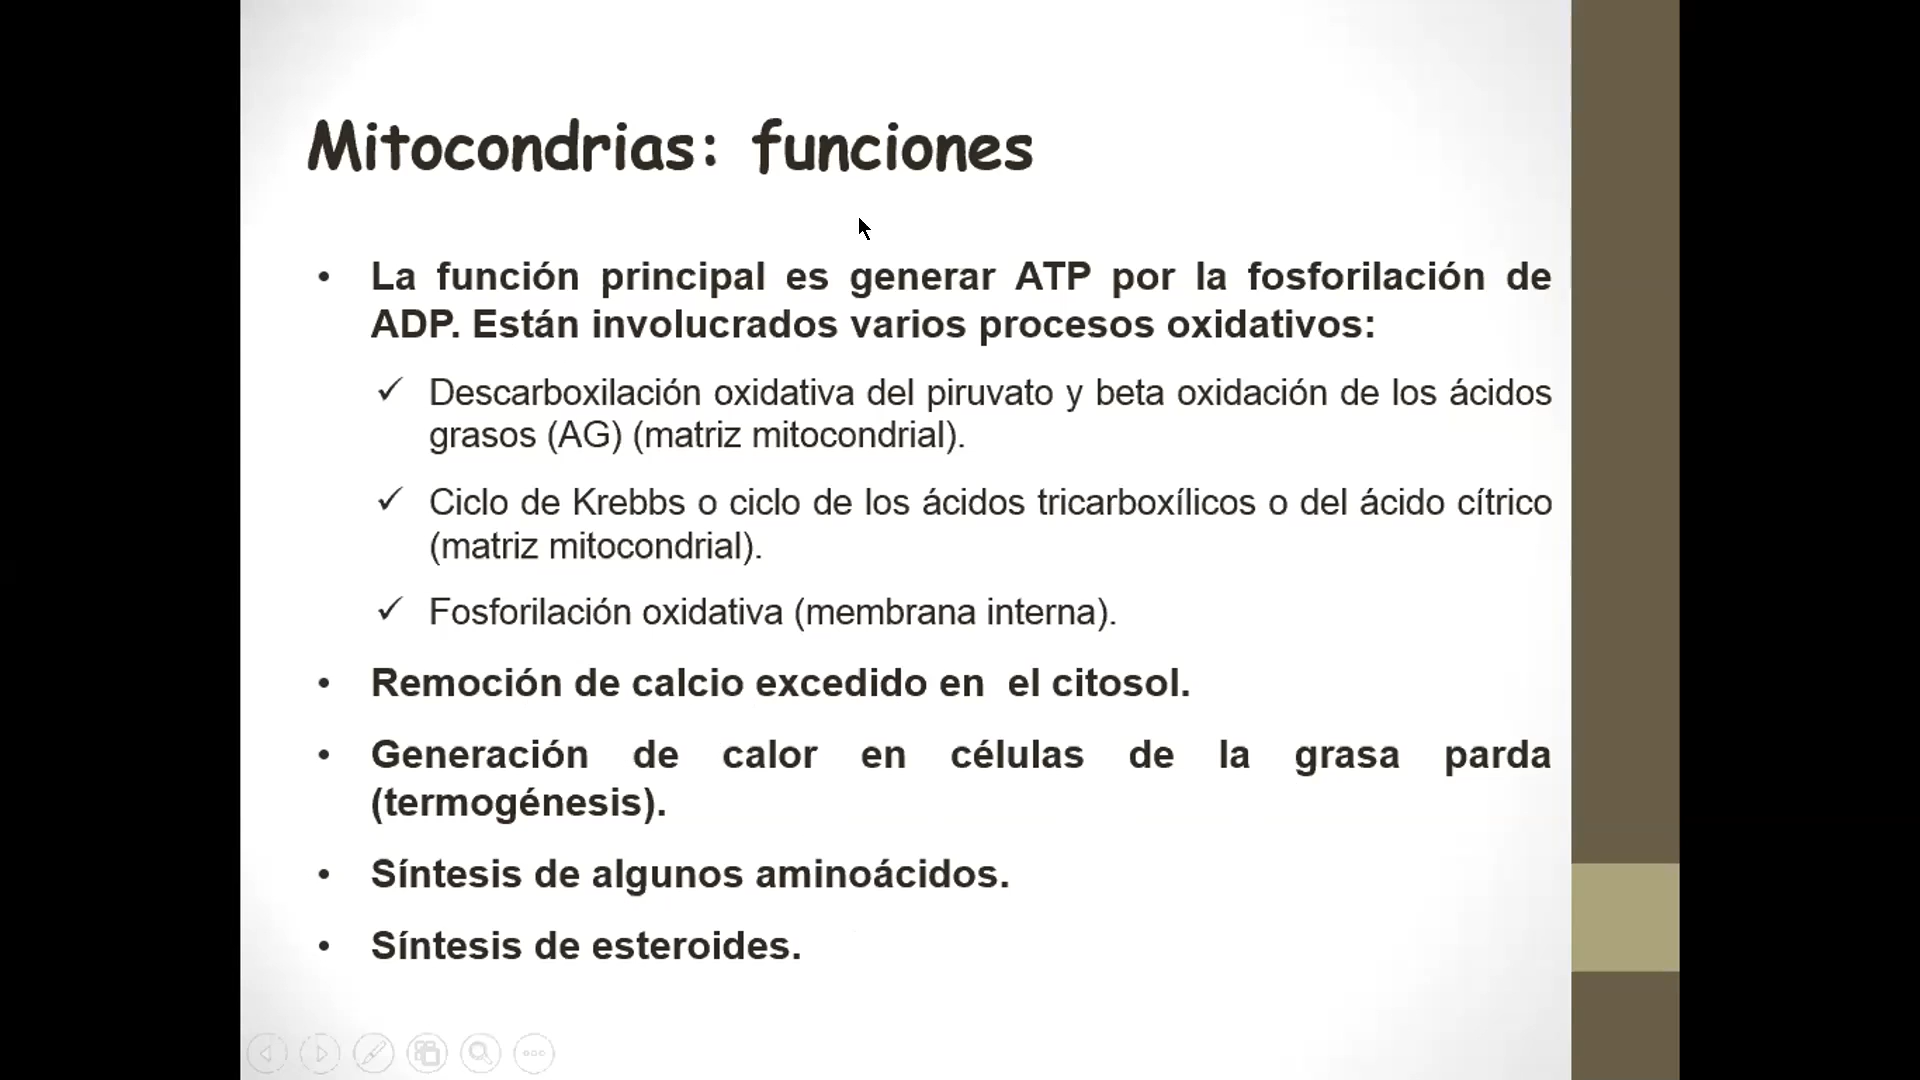 Mitocondrias: funciones
• La función principal es generar ATP por la fosforilación de
ADP. Están involucrados varios procesos oxidativos:
✓ Descarboxilación oxidativa del piruvato y beta oxidación de los ácidos
grasos (AG) (matriz mitocondrial).
✓ Ciclo de Krebbs o ciclo de los ácidos tricarboxílicos o del ácido cítrico
(matriz mitocondrial).
✓ Fosforilación oxidativa (membrana interna).
• Remoción de calcio excedido en  el citosol.
• Generación de calor en células de la grasa parda
(termogénesis).
• Síntesis de algunos aminoácidos.
• Síntesis de esteroides.